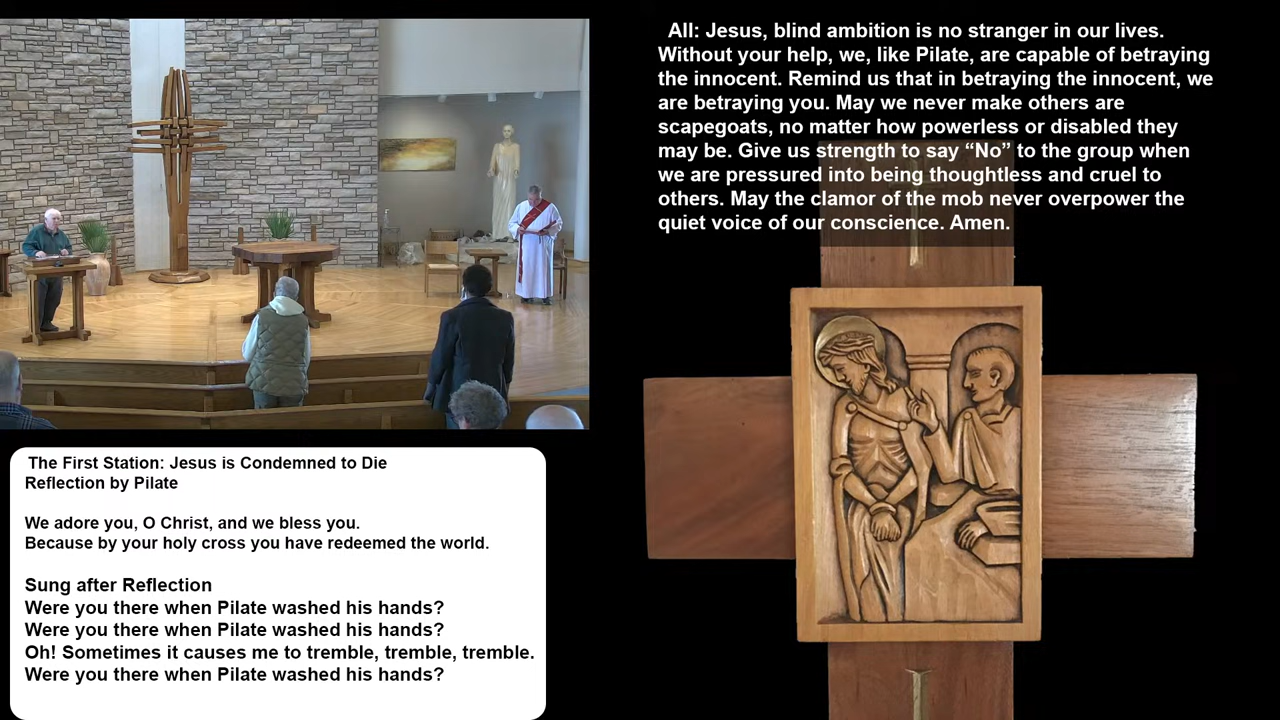 All: Jesus, blind ambition is no stranger in our lives.
Without your help, we, like Pilate, are capable of betraying
the innocent. Remind us that in betraying the innocent, we
are betraying you. May we never make others are
scapegoats, no matter how powerless or disabled they
may be. Give us strength to say “No” to the group when
we are pressured into being thoughtless and cruel to
others. May the clamor of the mob never overpower the
quiet voice of our conscience. Amen.
The First Station: Jesus is Condemned to Die
Reflection by Pilate
We adore you, O Christ, and we bless you.
Because by your holy cross you have redeemed the world.
Sung after Reflection
Were you there when Pilate washed his hands?
Were you there when Pilate washed his hands?
Oh! Sometimes it causes me to tremble, tremble, tremble.
Were you there when Pilate washed his hands?